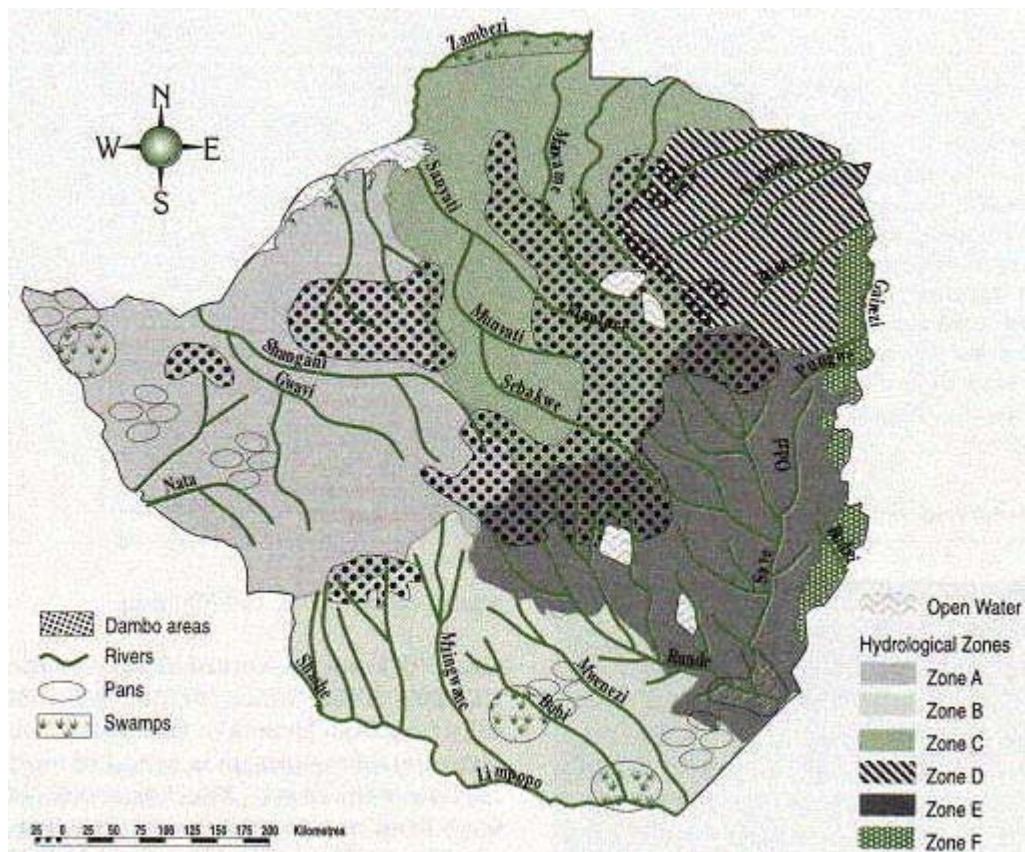 Zambezi
N
W E
S
Sanyati
Munyati
Sebakwe
Shangani
Gwayi
Nata
Gairezi
Pungwe
Odzi
Save
Runde
Shashe
Mzingwane
Bubi
Mwenezi
Limpopo
Dambo areas
Rivers
Pans
Swamps
25 0 25 50 75 100 125 150 175 200 Kilometres
Open Water
Hydrological Zones
Zone A
Zone B
Zone C
Zone D
Zone E
Zone F